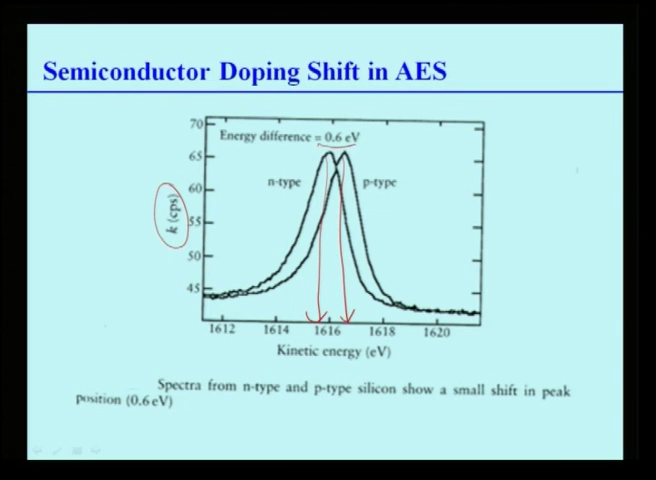 Semiconductor Doping Shift in AES
70
Energy difference = 0.6 eV
65
n-type
p-type
60
k (cps)
55
50
45
1612
1614
1616
1618
1620
Kinetic energy (eV)
Spectra from n-type and p-type silicon show a small shift in peak
position (0.6 eV)